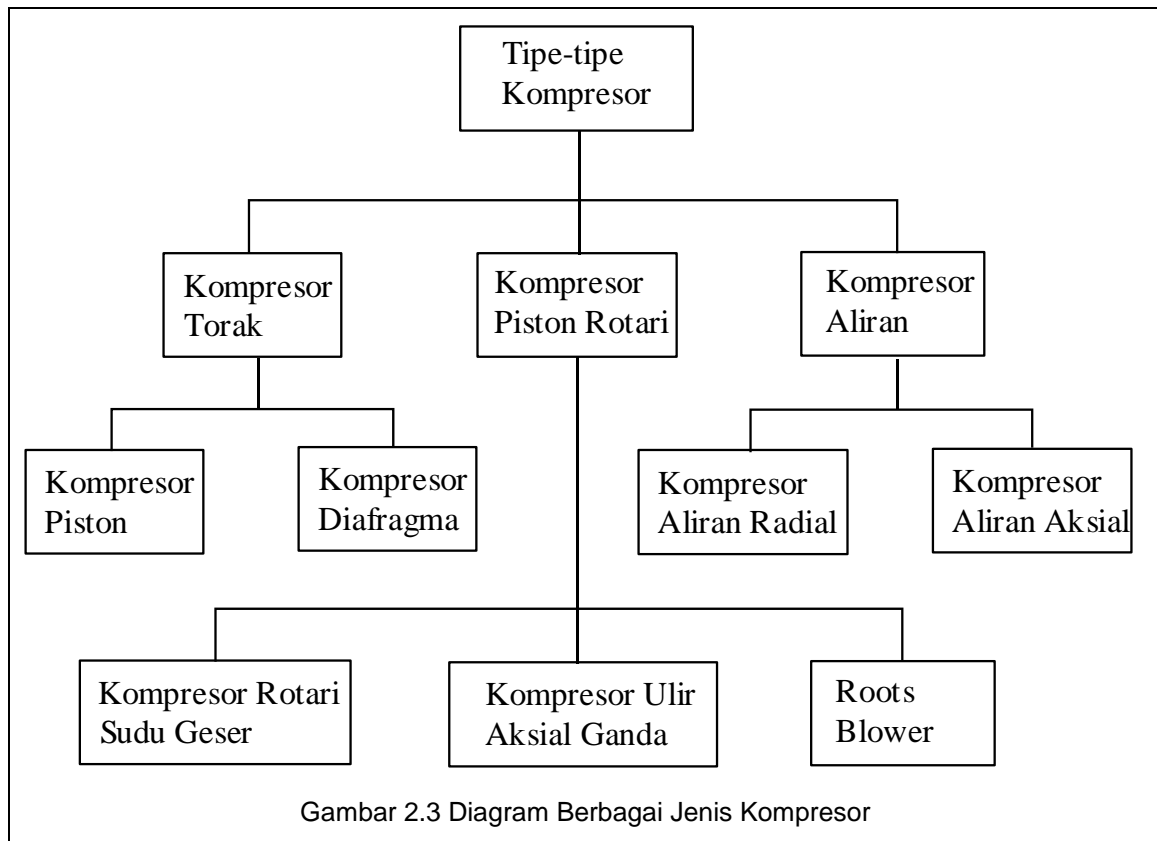 Tipe-tipe
Kompresor
Kompresor
Torak
Kompresor
Piston Rotari
Kompresor
Aliran
Kompresor
Piston
Kompresor
Diafragma
Kompresor
Aliran Radial
Kompresor
Aliran Aksial
Kompresor Rotari
Sudu Geser
Kompresor Ulir
Aksial Ganda
Roots
Blower
Gambar 2.3 Diagram Berbagai Jenis Kompresor